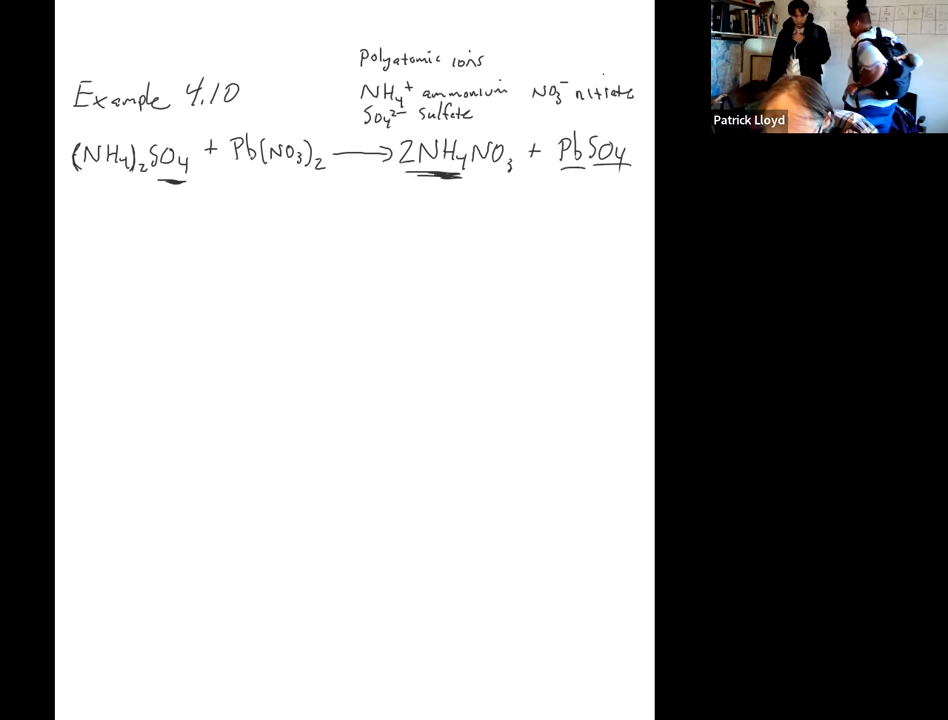 Polyatomic ions
Example 4.10
NH₄⁺ ammonium NO₃⁻ nitrate
SO₄²⁻ sulfate
(NH₄)₂SO₄ + Pb(NO₃)₂ ⟶ 2NH₄NO₃ + PbSO₄
Patrick Lloyd